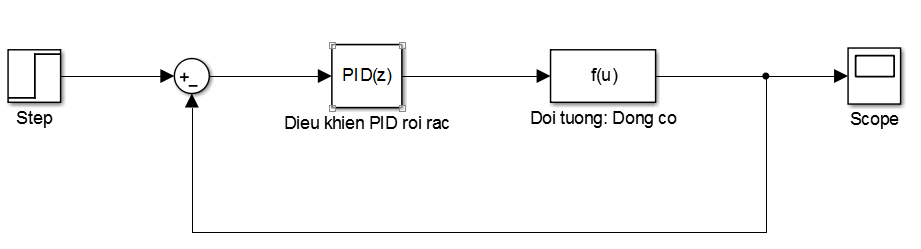 PID(z)
f(u)
Step
Dieu khien PID roi rac
Doi tuong: Dong co
Scope